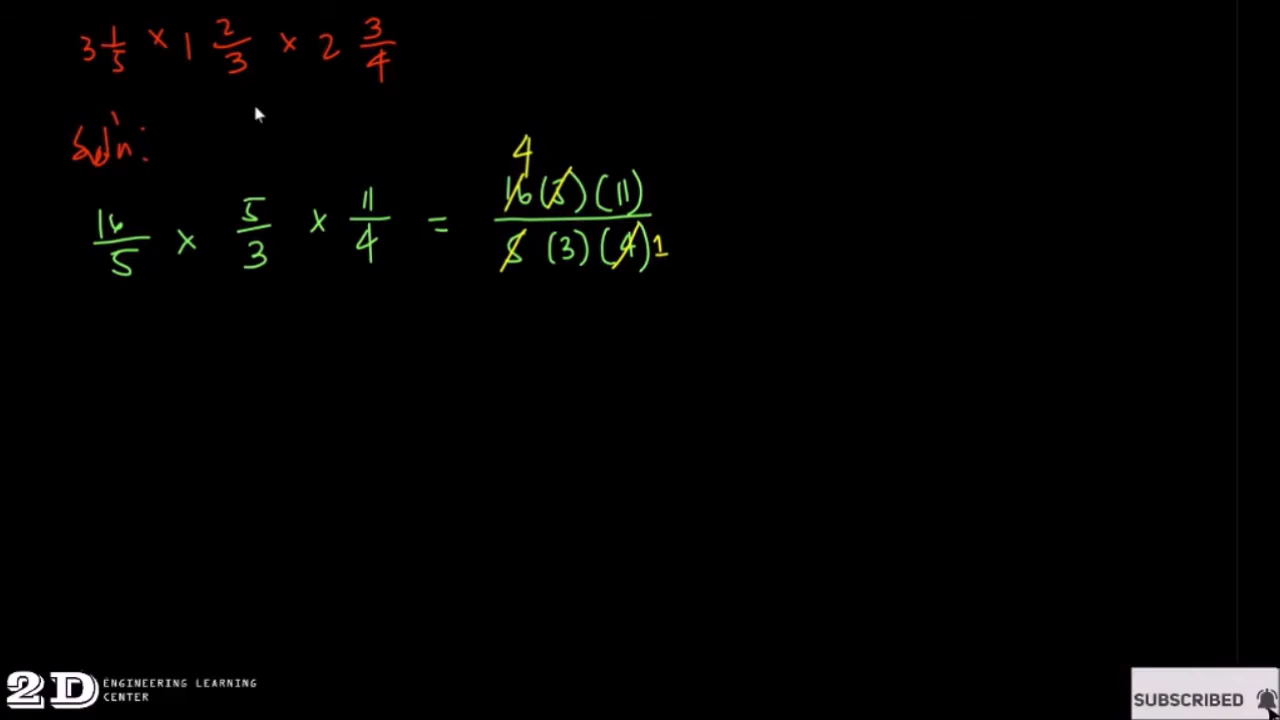 3 1/5 × 1 2/3 × 2 3/4
Sol'n:
16/5 × 5/3 × 11/4 = 16(5)(11) / 5(3)(4)
4
1
2D ENGINEERING LEARNING
CENTER
SUBSCRIBED